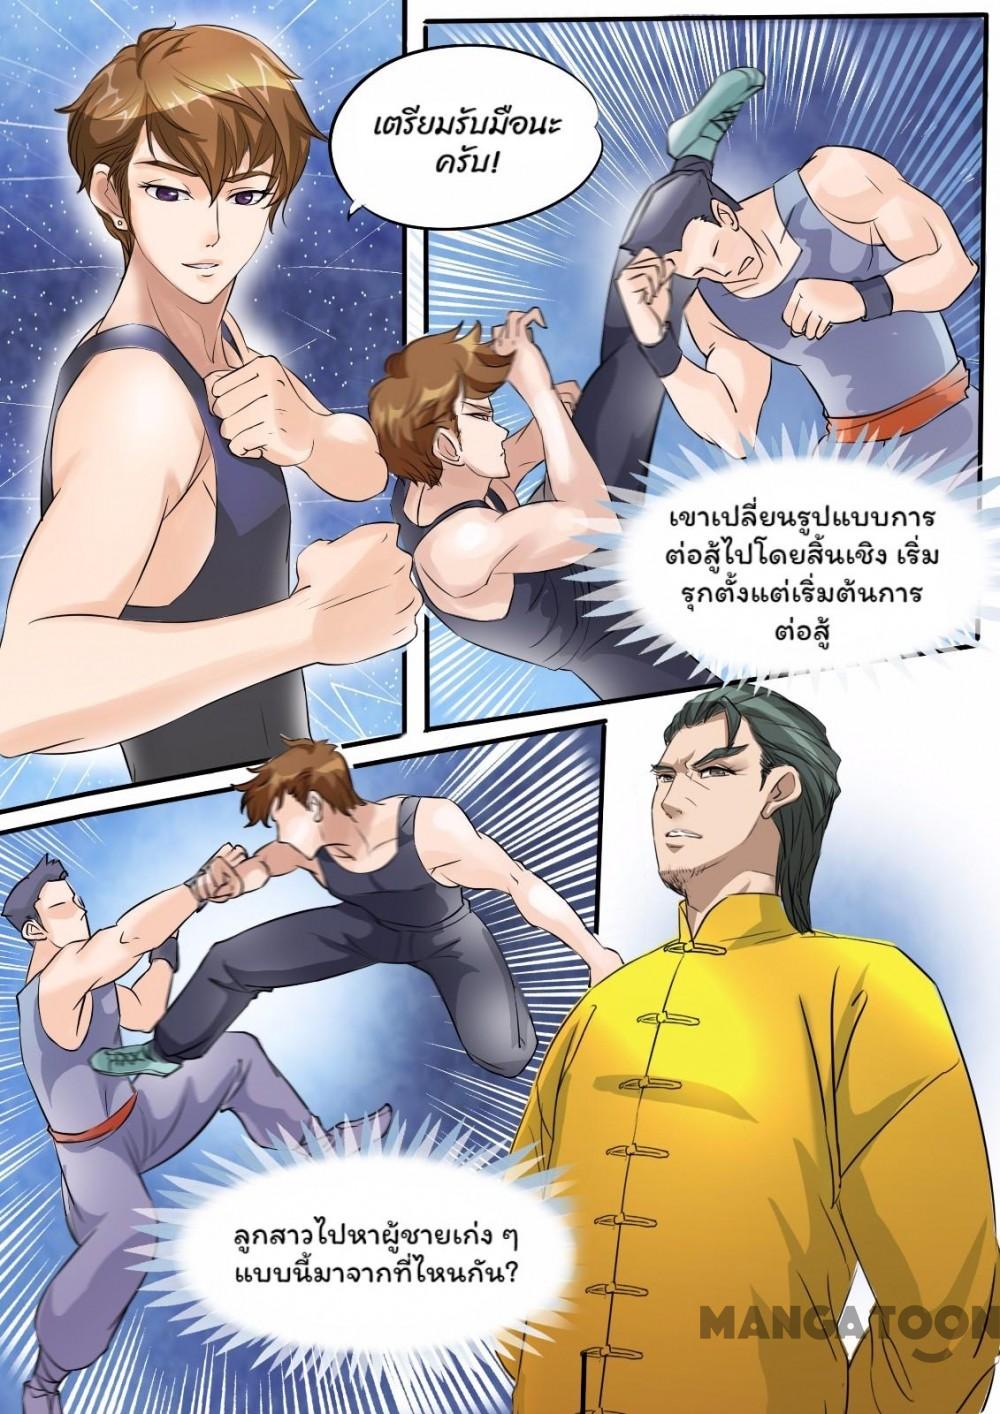 เตรียมรับมือนะ
ครับ!
เขาเปลี่ยนรูปแบบการ
ต่อสู้ไปโดยสิ้นเชิง เริ่ม
รุกตั้งแต่เริ่มต้นการ
ต่อสู้
ลูกสาวไปหาผู้ชายเก่ง ๆ
แบบนี้มาจากที่ไหนกัน?
MANGATOON